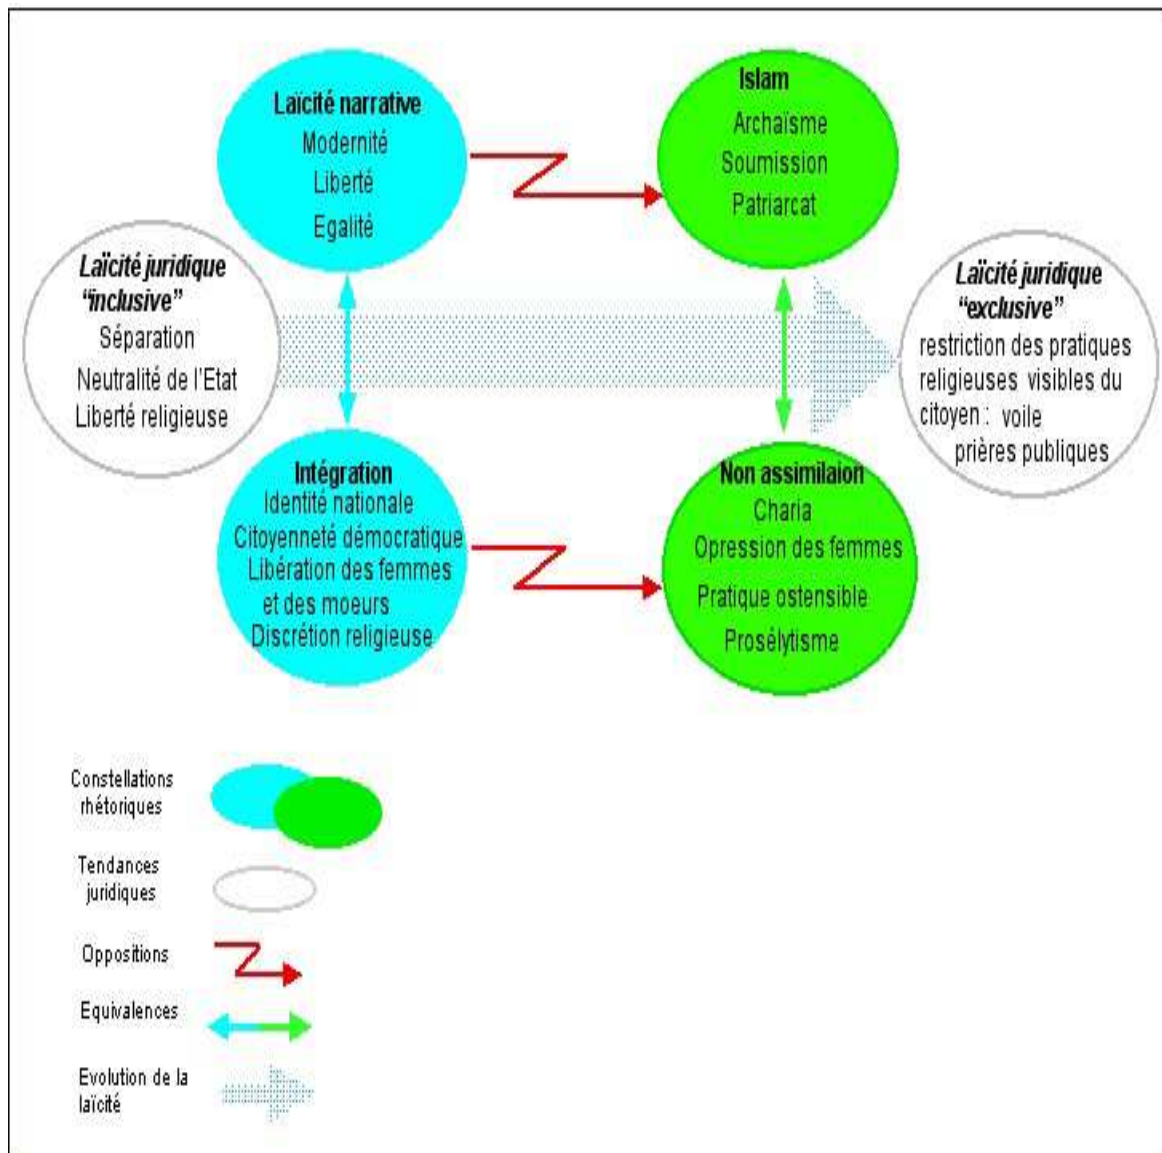 Laïcité narrative
Modernité
Liberté
Egalité
Islam
Archaïsme
Soumission
Patriarcat
Laïcité juridique
“inclusive”
Séparation
Neutralité de l'Etat
Liberté religieuse
Laïcité juridique
“exclusive”
restriction des pratiques
religieuses visibles du
citoyen : voile
prières publiques
Intégration
Identité nationale
Citoyenneté démocratique
Libération des femmes
et des moeurs
Discrétion religieuse
Non assimilaion
Charia
Opression des femmes
Pratique ostensible
Prosélytisme
Constellations
rhétoriques
Tendances
juridiques
Oppositions
Equivalences
Evolution de la
laïcité